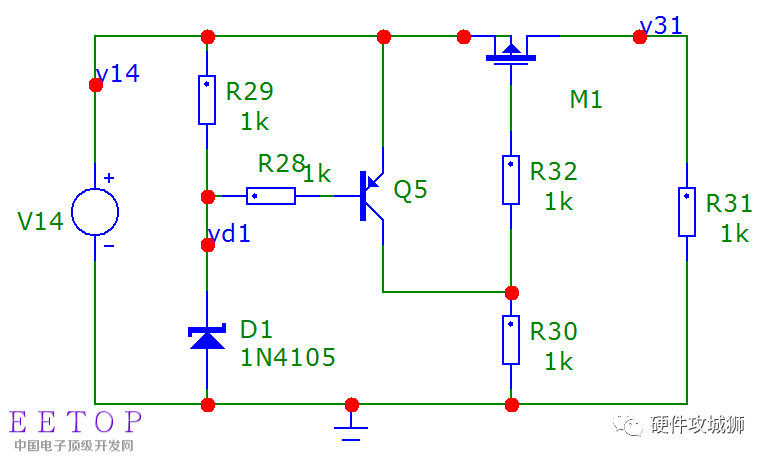 v31
v14
R29
1k
M1
R28
1k
Q5
R32
1k
V14
+
−
R31
1k
vd1
D1
1N4105
R30
1k
EETOP
中国电子顶级开发网
硬件攻城狮